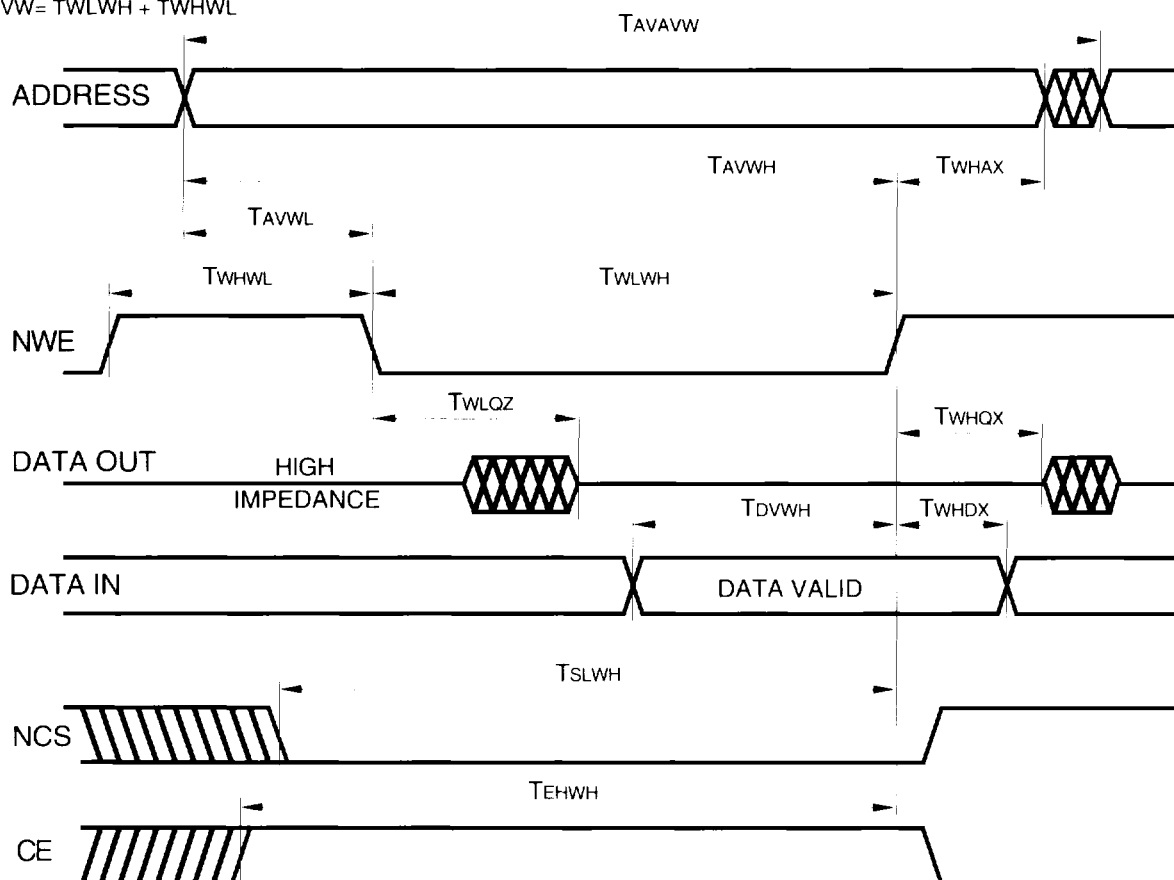 VW= TWLWH + TWHWL
TAVAVW
ADDRESS
TAVWH TWHAX
TAVWL
TWHWL TWLWH
NWE
TWLQZ TWHQX
DATA OUT HIGH IMPEDANCE
TDVWH TWHDX
DATA IN DATA VALID
TSLWH
NCS
TEHWH
CE